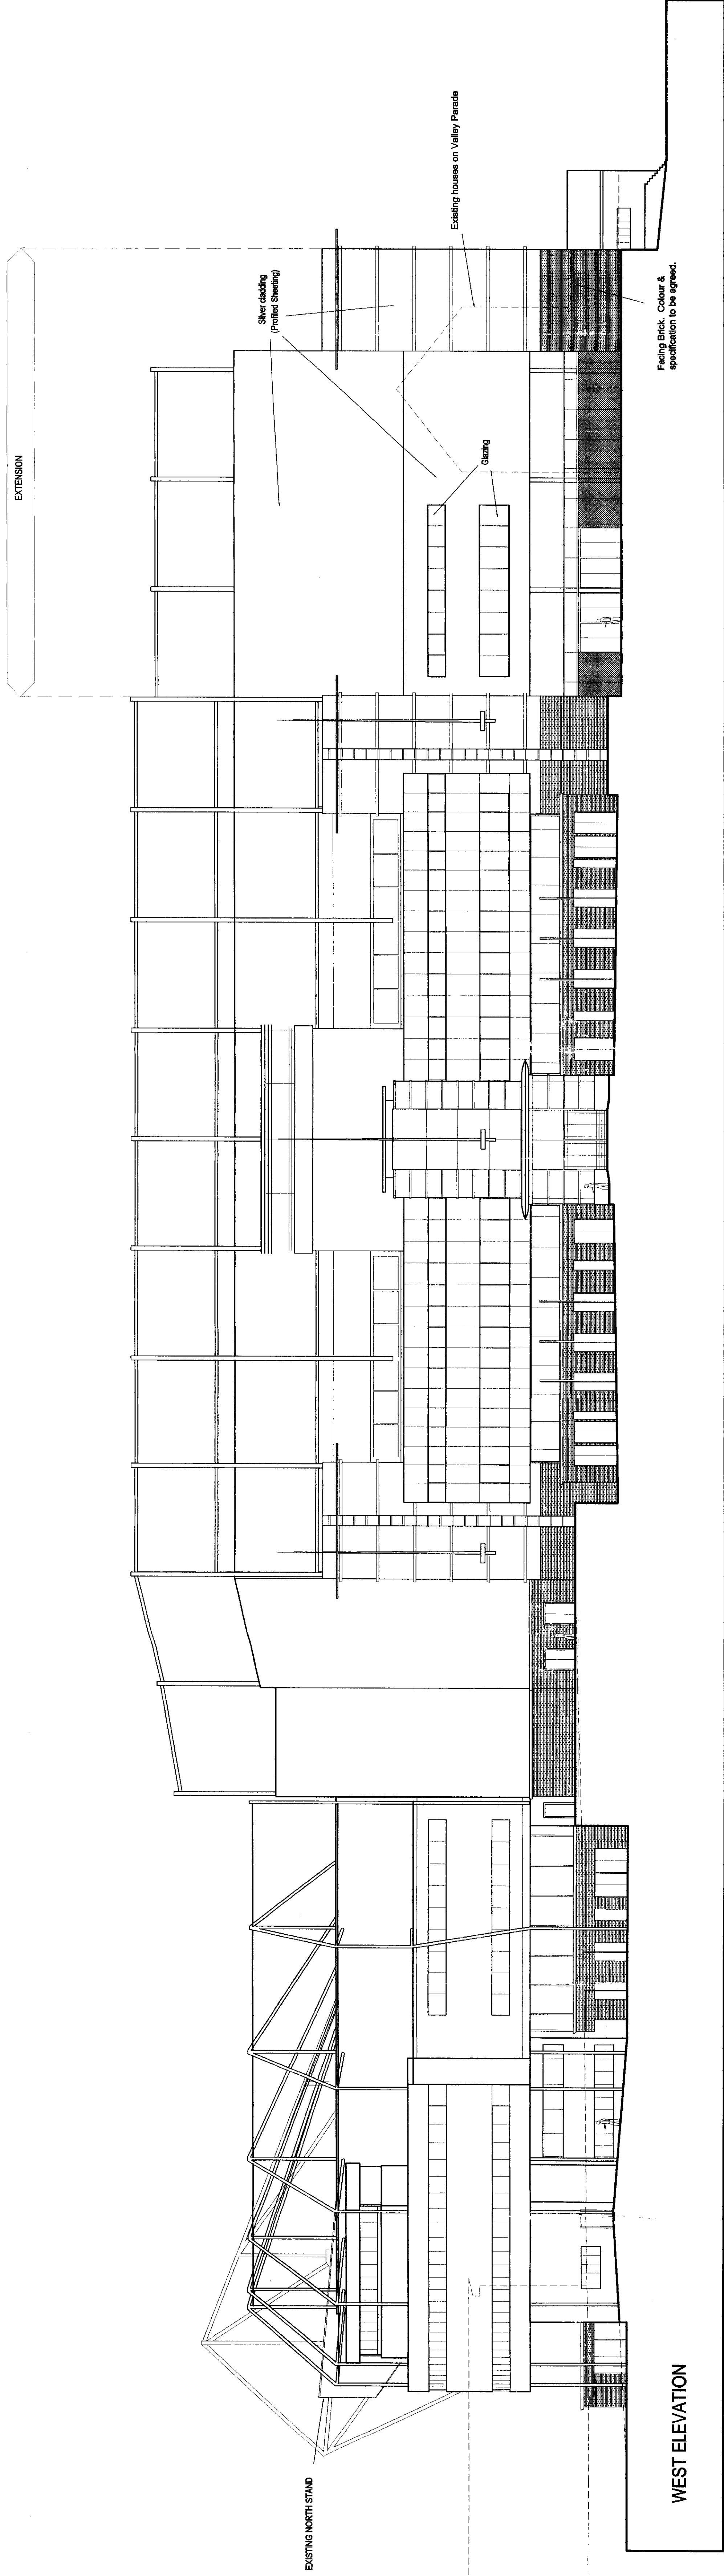 EXTENSION
Silver cladding
(Profiled Sheeting)
Existing houses on Valley Parade
Glazing
Facing Brick. Colour &
specification to be agreed.
EXISTING NORTH STAND
WEST ELEVATION